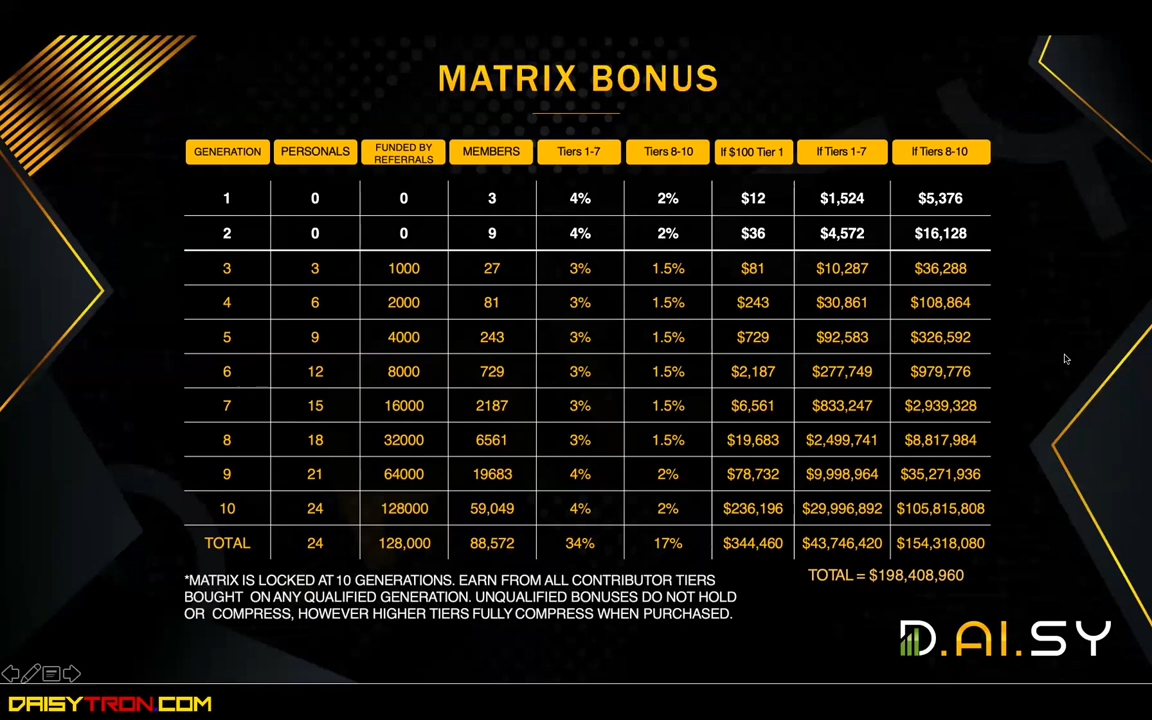 MATRIX BONUS
GENERATION PERSONALS FUNDED BY REFERRALS MEMBERS Tiers 1-7 Tiers 8-10 If $100 Tier 1 If Tiers 1-7 If Tiers 8-10
1 0 0 3 4% 2% $12 $1,524 $5,376
2 0 0 9 4% 2% $36 $4,572 $16,128
3 3 1000 27 3% 1.5% $81 $10,287 $36,288
4 6 2000 81 3% 1.5% $243 $30,861 $108,864
5 9 4000 243 3% 1.5% $729 $92,583 $326,592
6 12 8000 729 3% 1.5% $2,187 $277,749 $979,776
7 15 16000 2187 3% 1.5% $6,561 $833,247 $2,939,328
8 18 32000 6561 3% 1.5% $19,683 $2,499,741 $8,817,984
9 21 64000 19683 4% 2% $78,732 $9,998,964 $35,271,936
10 24 128000 59,049 4% 2% $236,196 $29,996,892 $105,815,808
TOTAL 24 128,000 88,572 34% 17% $344,460 $43,746,420 $154,318,080
TOTAL = $198,408,960
*MATRIX IS LOCKED AT 10 GENERATIONS. EARN FROM ALL CONTRIBUTOR TIERS
BOUGHT ON ANY QUALIFIED GENERATION. UNQUALIFIED BONUSES DO NOT HOLD
OR COMPRESS, HOWEVER HIGHER TIERS FULLY COMPRESS WHEN PURCHASED.
D.AI.SY
DAISYTRON.COM